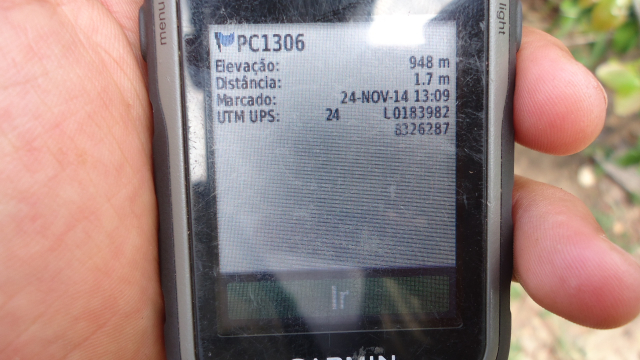 menu
light
PC1306
Elevação: 948 m
Distância: 1.7 m
Marcado: 24-NOV-14 13:09
UTM UPS: 24 L0183982
8326287
Ir
GARMIN